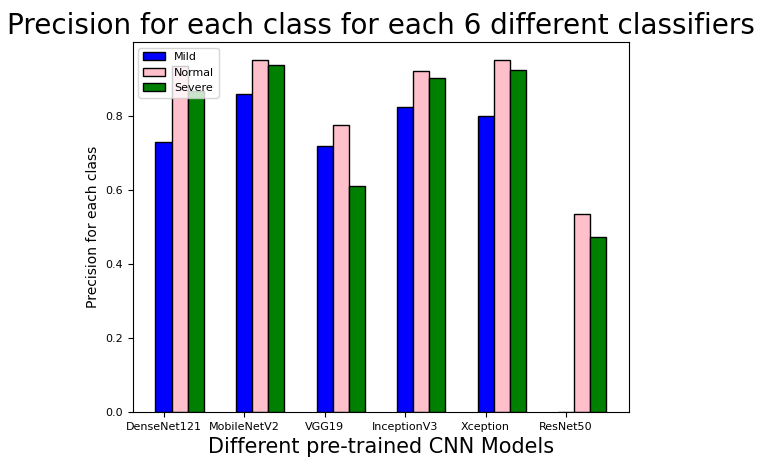 Precision for each class for each 6 different classifiers
Mild
Normal
Severe
Precision for each class
0.8
0.6
0.4
0.2
0.0
DenseNet121 MobileNetV2 VGG19 InceptionV3 Xception ResNet50
Different pre-trained CNN Models